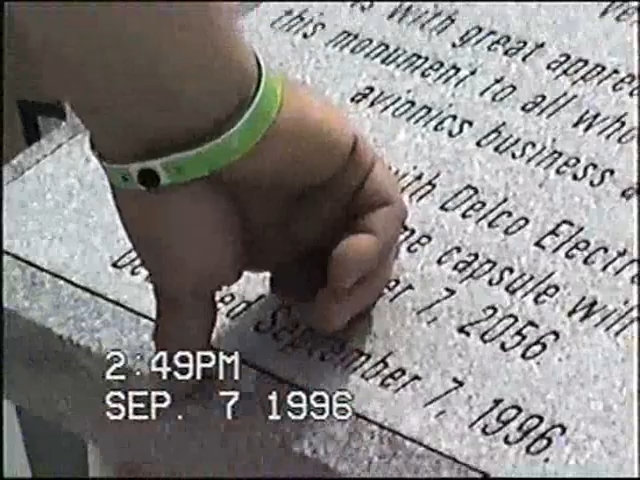 with great appre
this monument to all who
avionics business a
with Delco Electr
capsule will
7, 2056.
September 7, 1996.
2:49PM
SEP. 7 1996